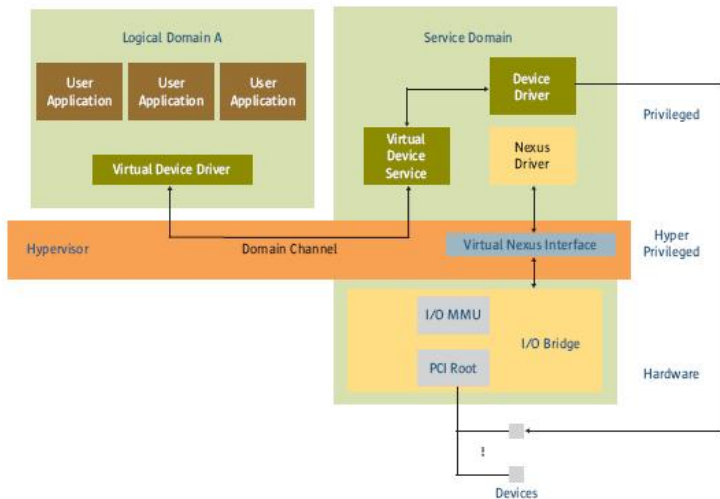 Logical Domain A
User
Application
User
Application
User
Application
Virtual Device Driver
Service Domain
Device
Driver
Privileged
Virtual
Device
Service
Nexus
Driver
Hypervisor
Domain Channel
Virtual Nexus Interface
Hyper
Privileged
I/O MMU
I/O Bridge
PCI Root
Hardware
Devices